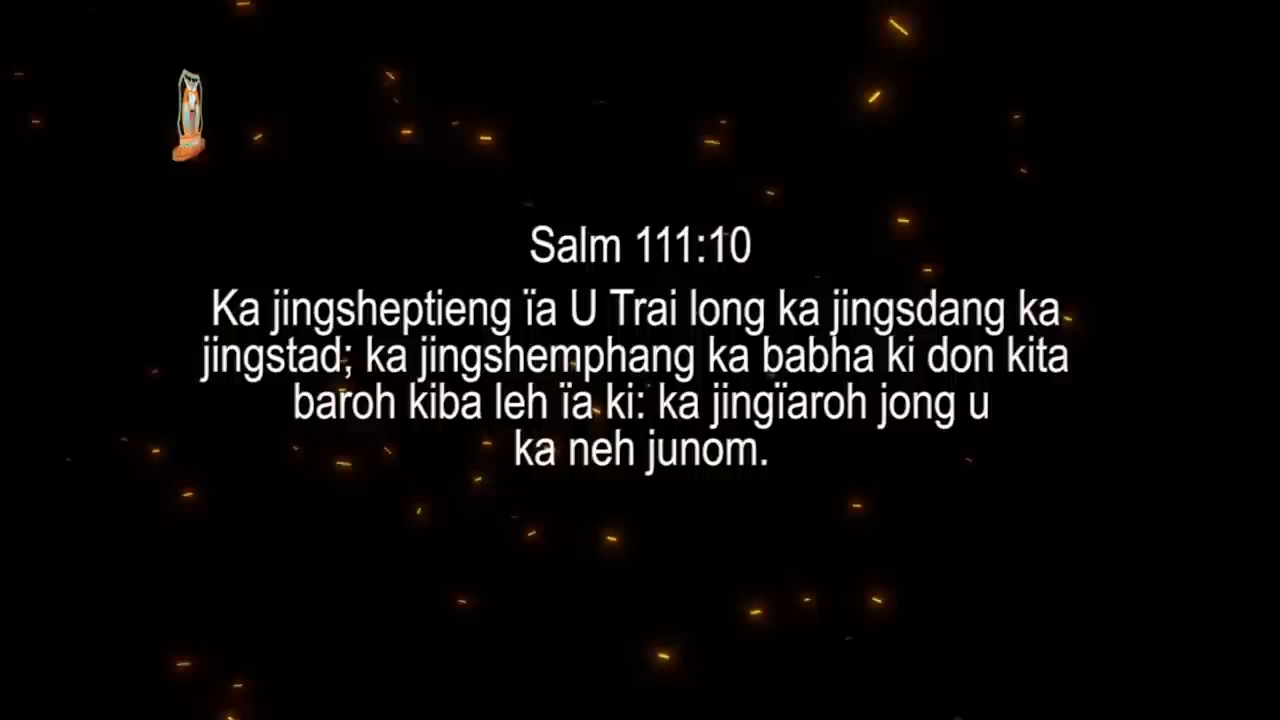 Salm 111:10
Ka jingsheptieng ïa U Trai long ka jingsdang ka
jingstad; ka jingshemphang ka babha ki don kita
baroh kiba leh ïa ki: ka jingïaroh jong u
ka neh junom.